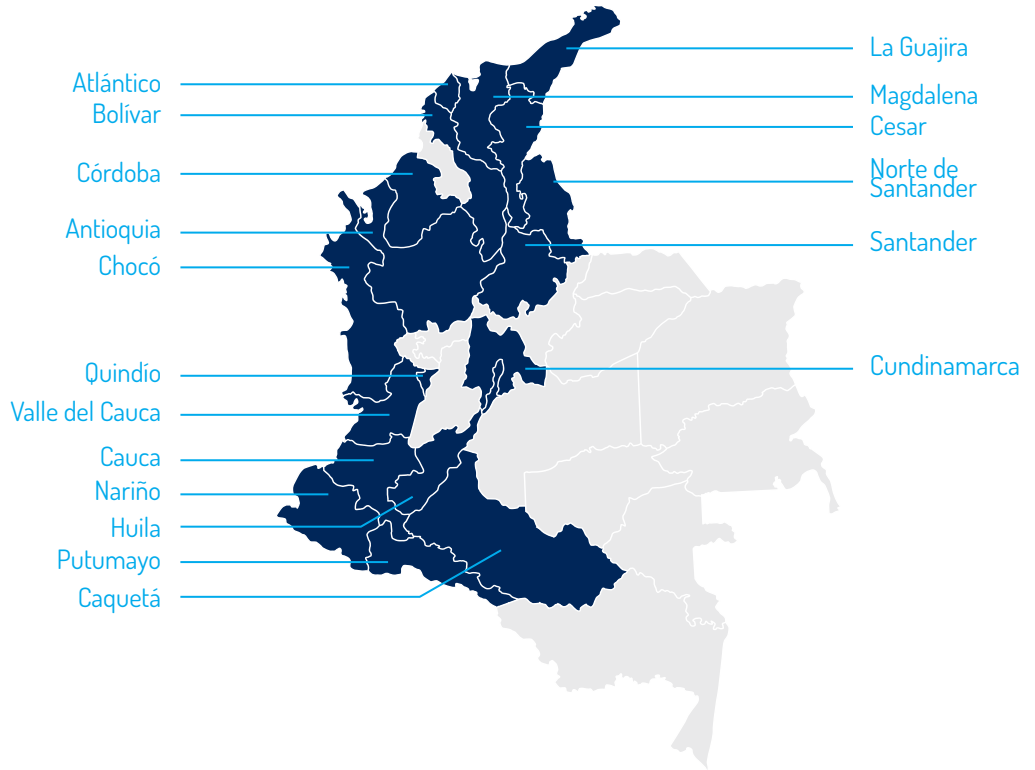 Atlántico
Bolívar
Córdoba
Antioquia
Chocó
Quindío
Valle del Cauca
Cauca
Nariño
Huila
Putumayo
Caquetá
La Guajira
Magdalena
Cesar
Norte de
Santander
Santander
Cundinamarca